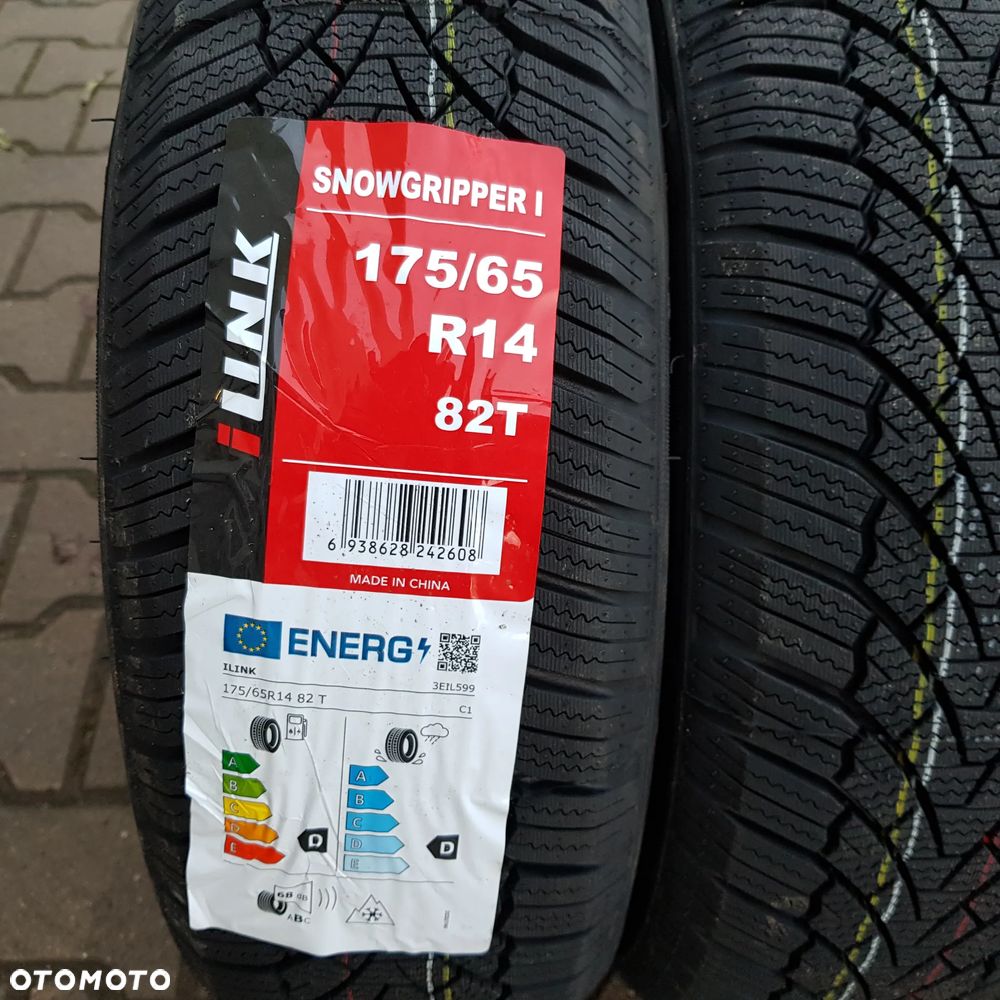 iLINK
SNOWGRIPPER I
175/65
R14
82T
6 938628 242608
MADE IN CHINA
ENERG
ILINK
3EIL599
175/65R14 82 T
C1
A
B
C
D
E
D
A
B
C
D
E
D
68 dB
ABC
OTOMOTO